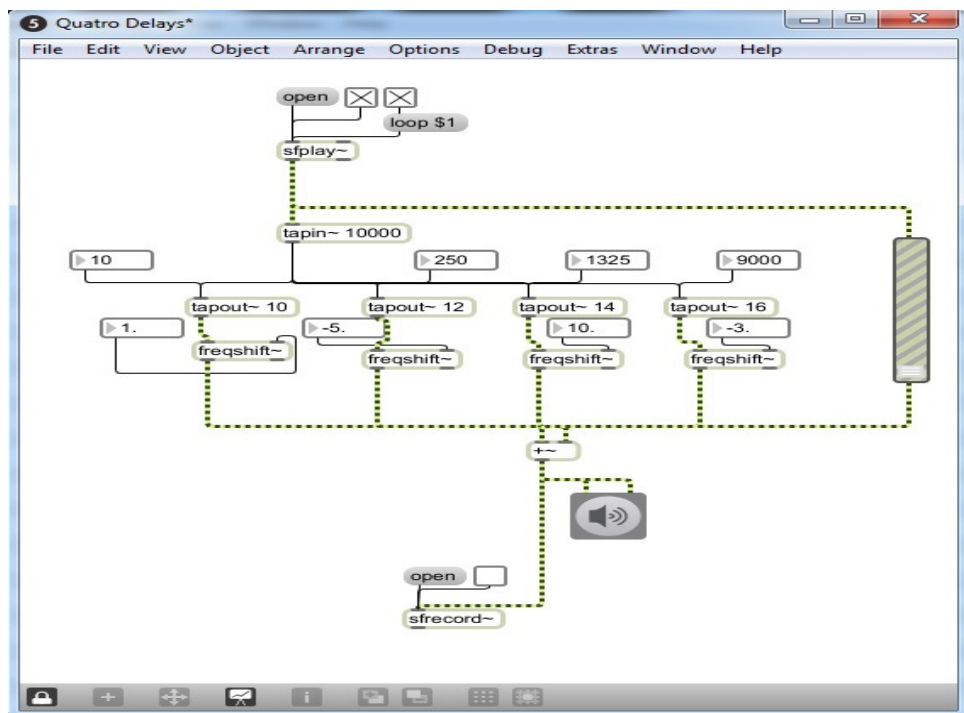 5 Quatro Delays*
File Edit View Object Arrange Options Debug Extras Window Help
open
loop $1
sfplay~
tapin~ 10000
10 250 1325 9000
tapout~ 10 tapout~ 12 tapout~ 14 tapout~ 16
1. -5. 10. -3.
freqshift~ freqshift~ freqshift~ freqshift~
+~
open
sfrecord~